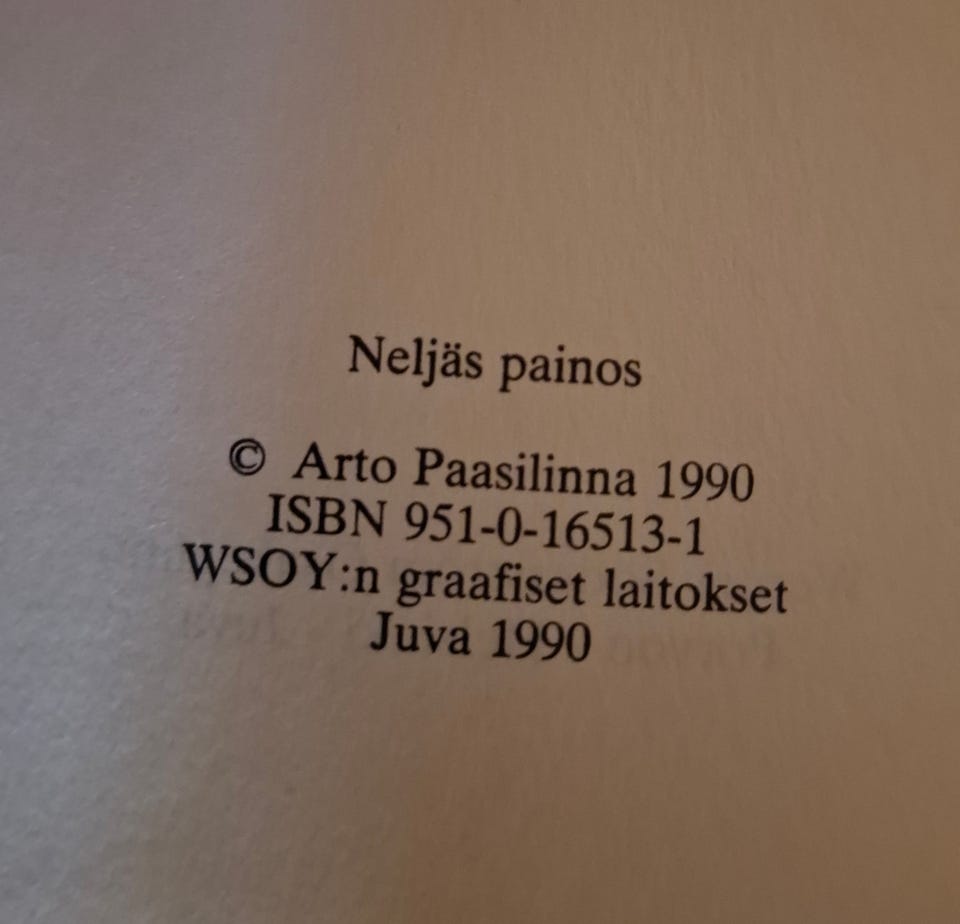 Neljäs painos
© Arto Paasilinna 1990
ISBN 951-0-16513-1
WSOY:n graafiset laitokset
Juva 1990